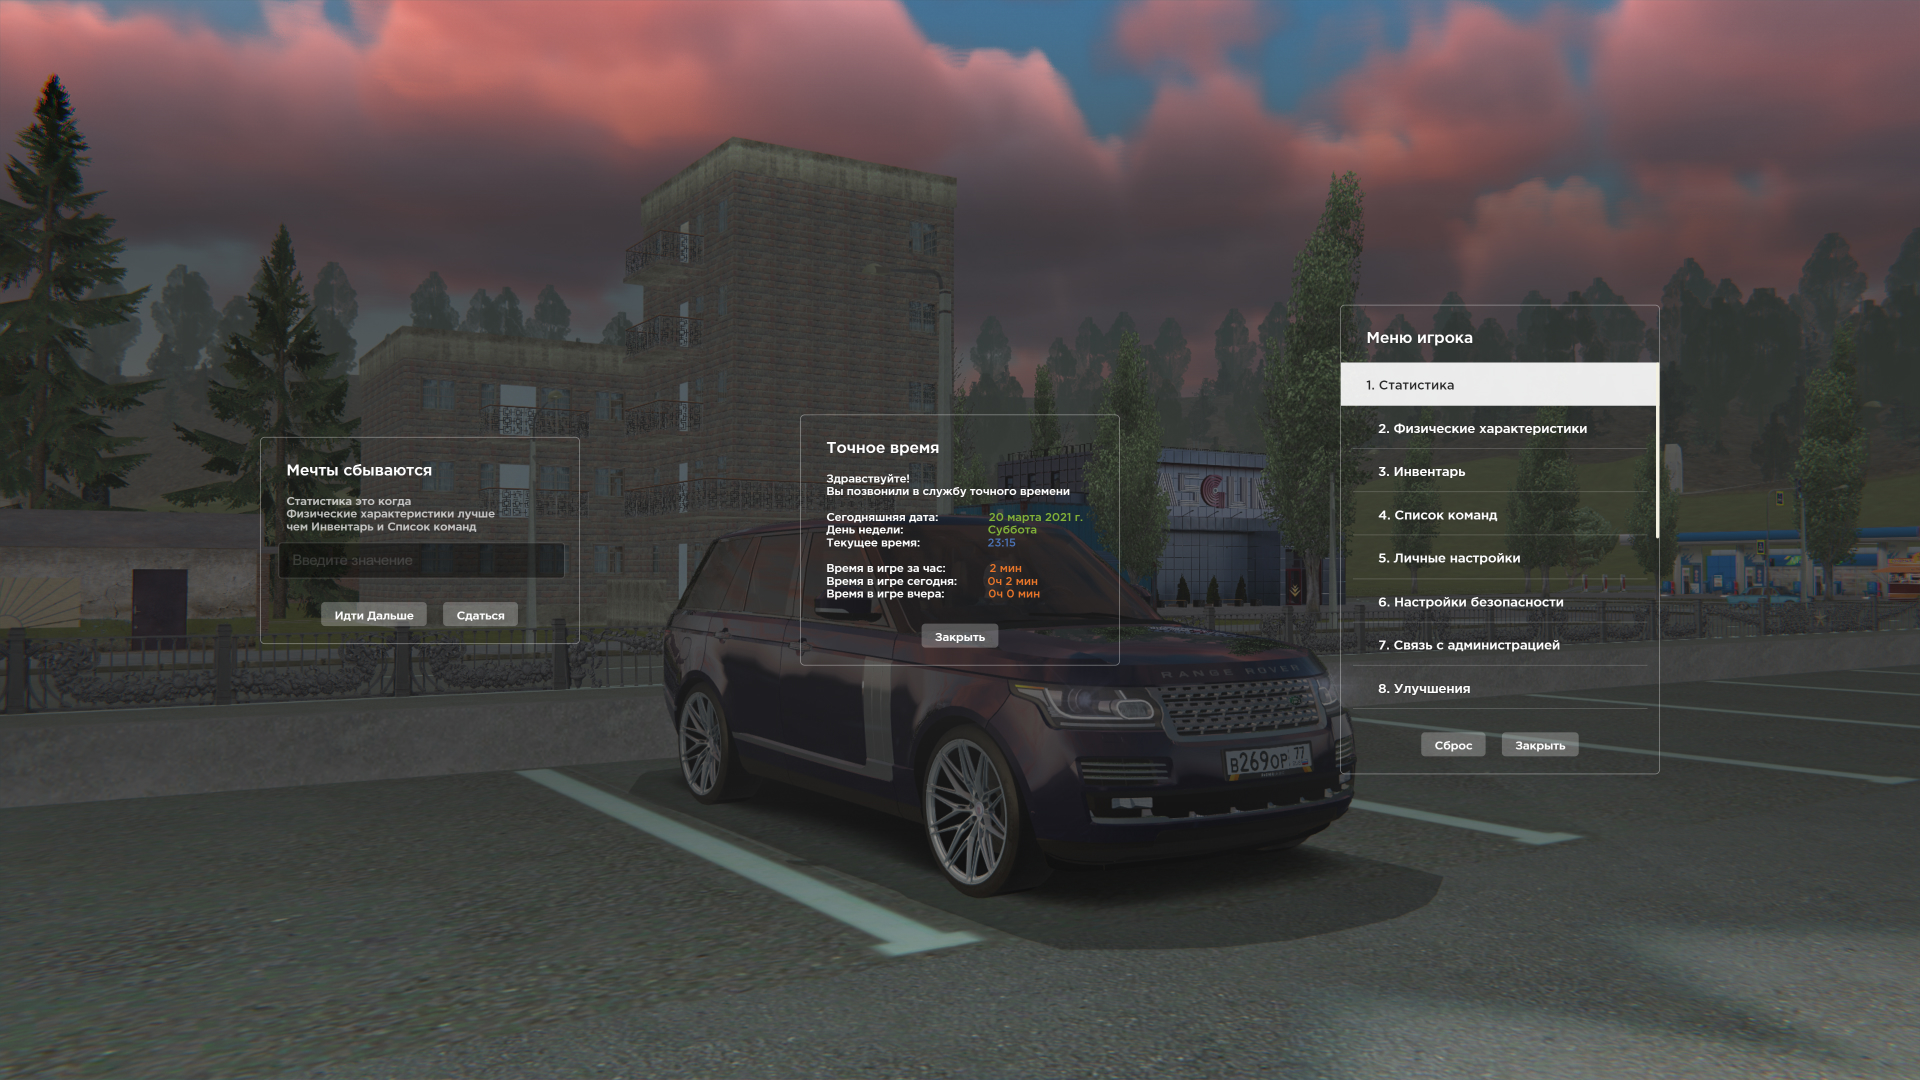 Мечты сбываются
Статистика это когда
Физические характеристики лучше
чем Инвентарь и Список команд
Введите значение
Идти Дальше
Сдаться
Точное время
Здравствуйте!
Вы позвонили в службу точного времени
Сегодняшняя дата: 20 марта 2021 г.
День недели: Суббота
Текущее время: 23:15
Время в игре за час: 2 мин
Время в игре сегодня: 0ч 2 мин
Время в игре вчера: 0ч 0 мин
Закрыть
Меню игрока
1. Статистика
2. Физические характеристики
3. Инвентарь
4. Список команд
5. Личные настройки
6. Настройки безопасности
7. Связь с администрацией
8. Улучшения
Сброс
Закрыть
RANGE ROVER
В269ОР 77